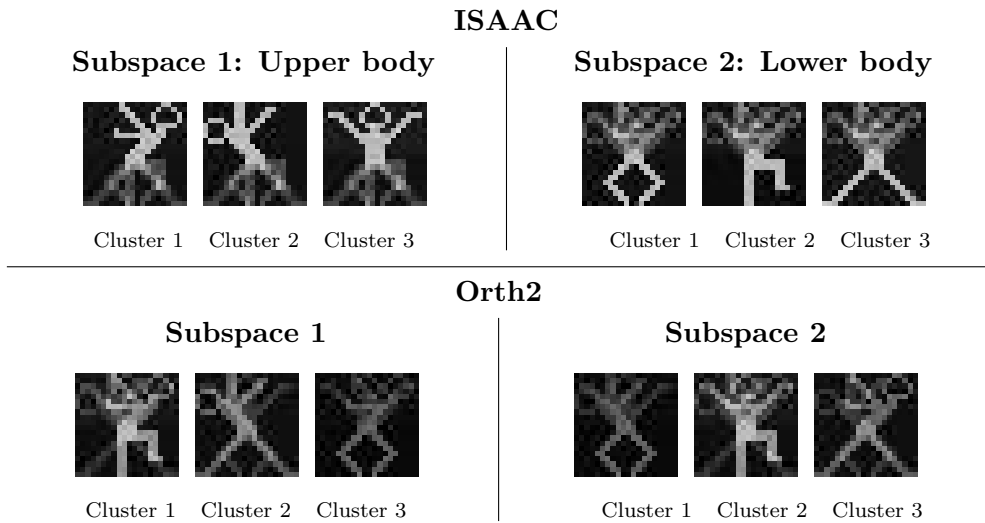 ISAAC
Subspace 1: Upper body
Subspace 2: Lower body
Cluster 1 Cluster 2 Cluster 3
Cluster 1 Cluster 2 Cluster 3
Orth2
Subspace 1
Subspace 2
Cluster 1 Cluster 2 Cluster 3
Cluster 1 Cluster 2 Cluster 3